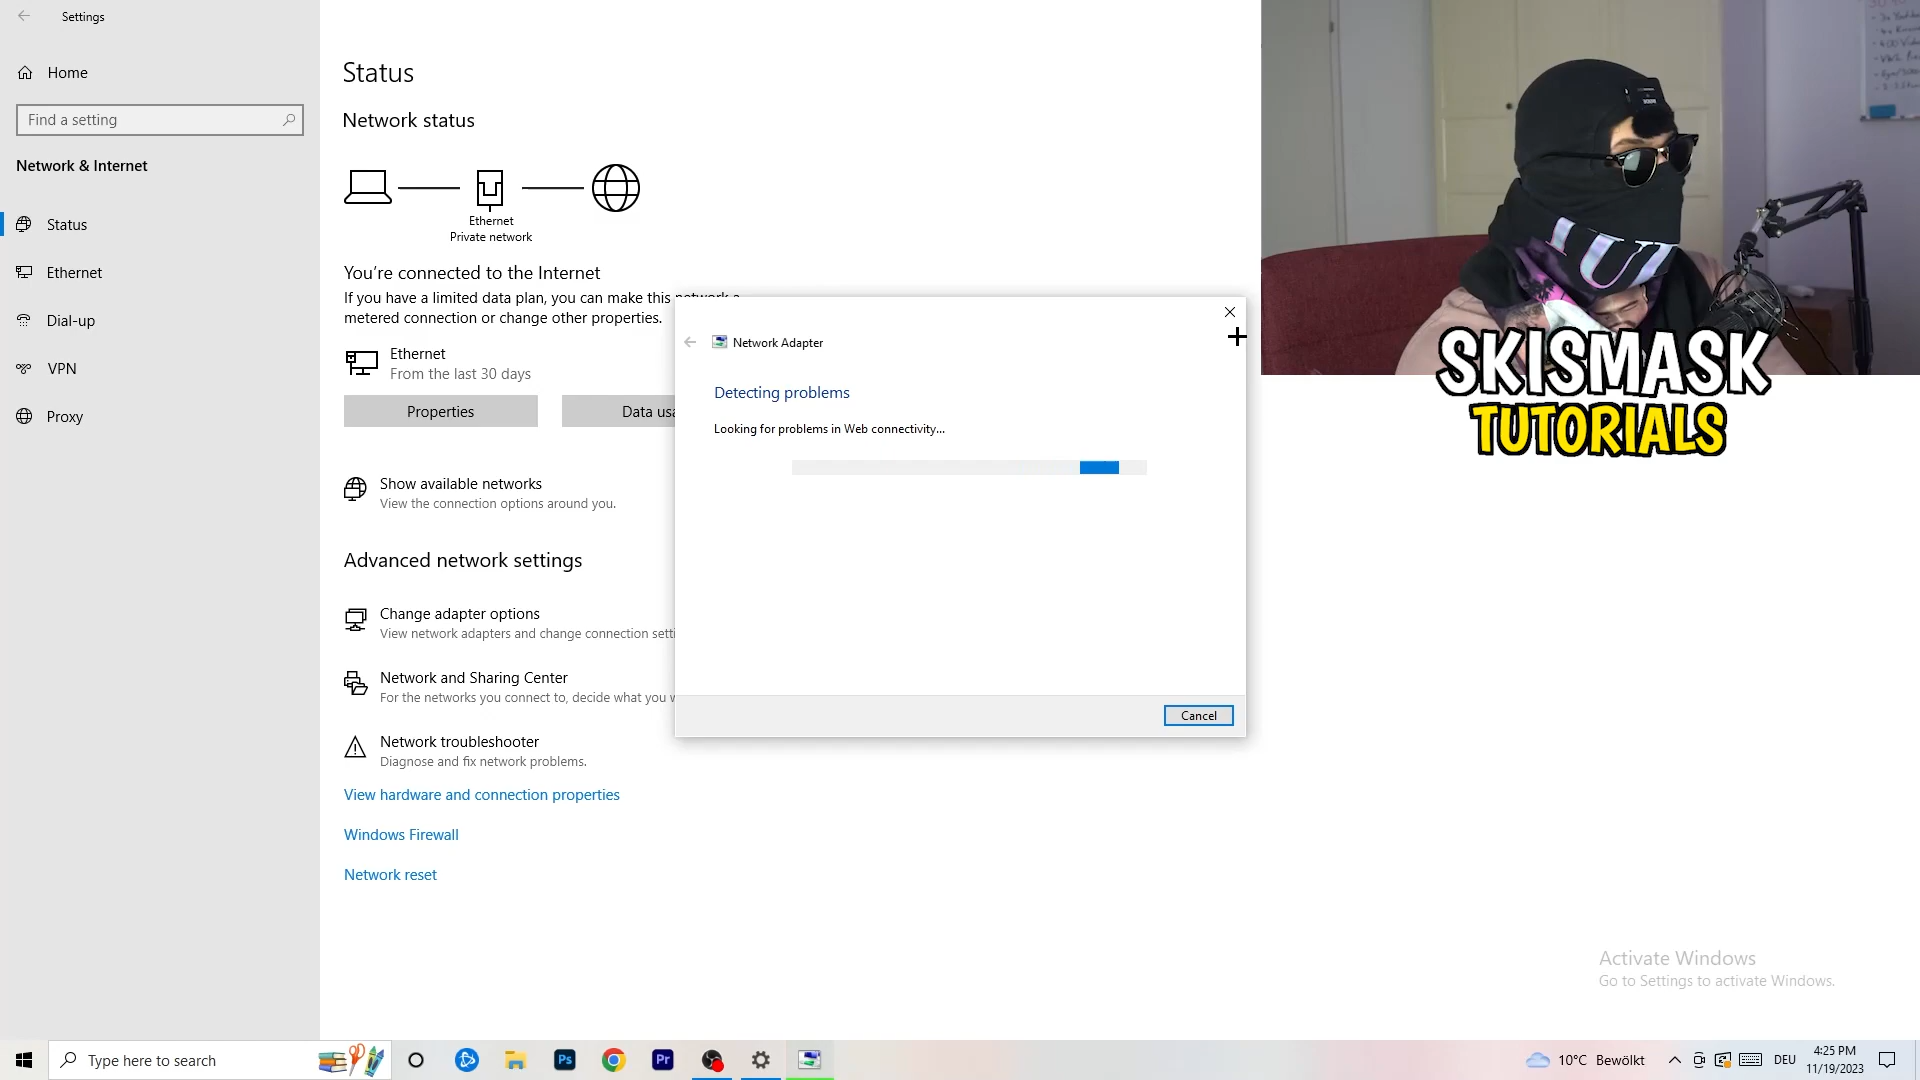 Settings
Home
Find a setting
Network & Internet
Status
Ethernet
Dial-up
VPN
Proxy
Status
Network status
Ethernet
Private network
You're connected to the Internet
If you have a limited data plan, you can make this
metered connection or change other properties.
Ethernet
From the last 30 days
Properties
Data usa
Show available networks
View the connection options around you.
Advanced network settings
Change adapter options
View network adapters and change connection setti
Network and Sharing Center
For the networks you connect to, decide what you w
Network troubleshooter
Diagnose and fix network problems.
View hardware and connection properties
Windows Firewall
Network reset
Network Adapter
Detecting problems
Looking for problems in Web connectivity...
Cancel
SKISMASK
TUTORIALS
Activate Windows
Go to Settings to activate Windows.
Type here to search
Ps
Pr
10°C Bewölkt
DEU
4:25 PM
11/19/2023